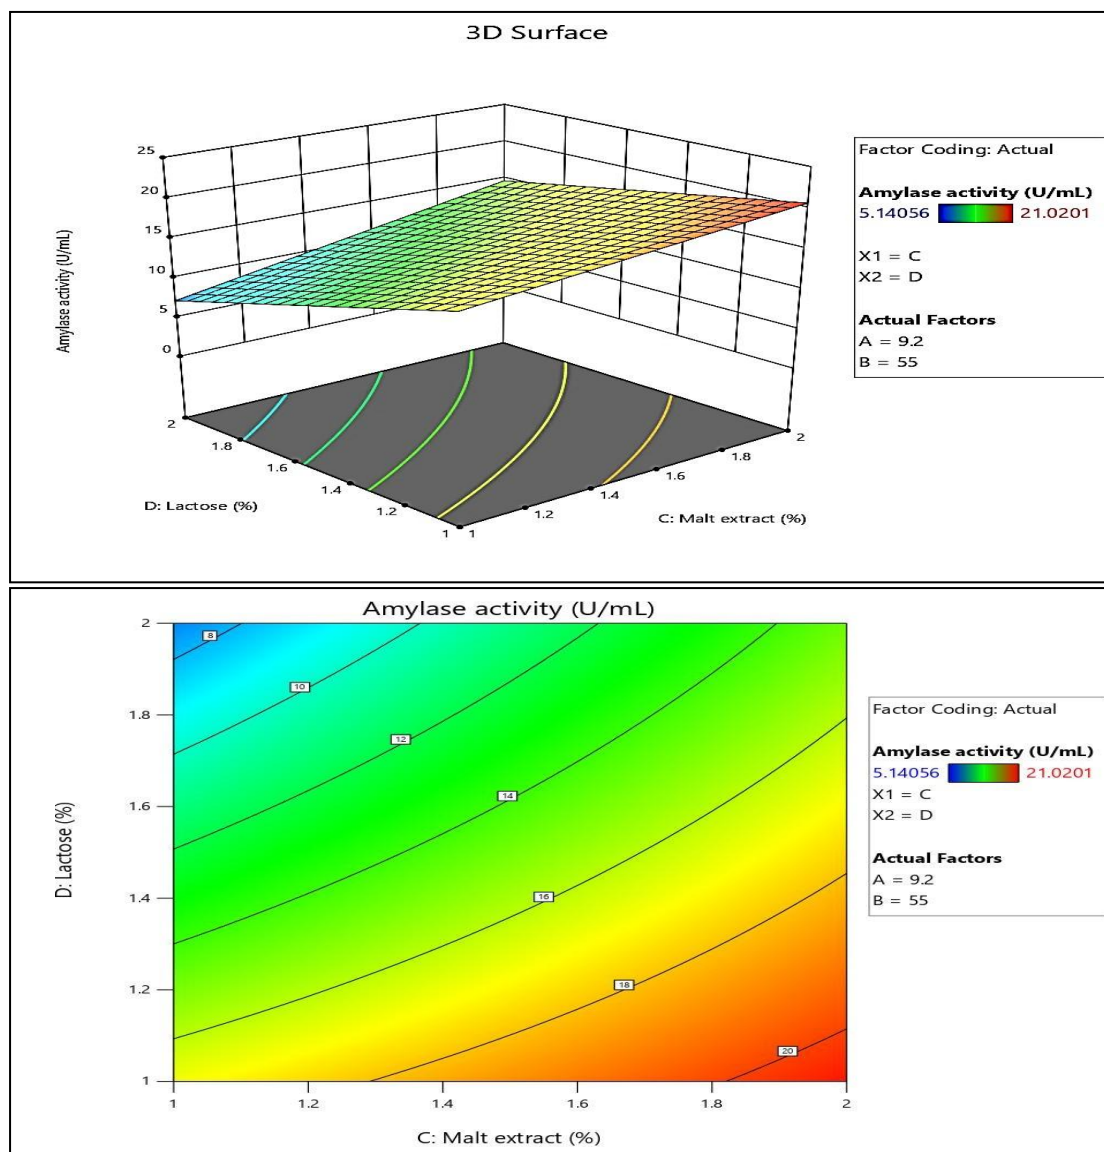 3D Surface
25
20
15
10
5
0
Amylase activity (U/mL)
2
1.8
1.6
1.4
1.2
1
D: Lactose (%)
1
1.2
1.4
1.6
1.8
2
C: Malt extract (%)
Factor Coding: Actual
Amylase activity (U/mL)
5.14056 21.0201
X1 = C
X2 = D
Actual Factors
A = 9.2
B = 55
Amylase activity (U/mL)
2
1.8
1.6
1.4
1.2
1
D: Lactose (%)
8
10
12
14
16
18
20
1 1.2 1.4 1.6 1.8 2
C: Malt extract (%)
Factor Coding: Actual
Amylase activity (U/mL)
5.14056 21.0201
X1 = C
X2 = D
Actual Factors
A = 9.2
B = 55